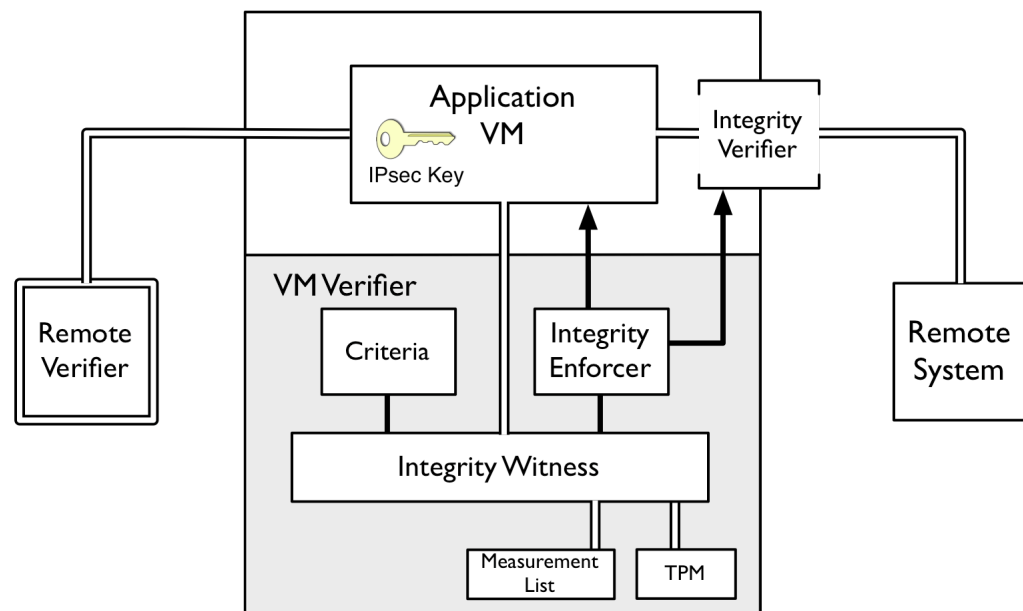 Application
VM
IPsec Key
Integrity
Verifier
Remote
Verifier
VM Verifier
Criteria
Integrity
Enforcer
Remote
System
Integrity Witness
Measurement
List
TPM